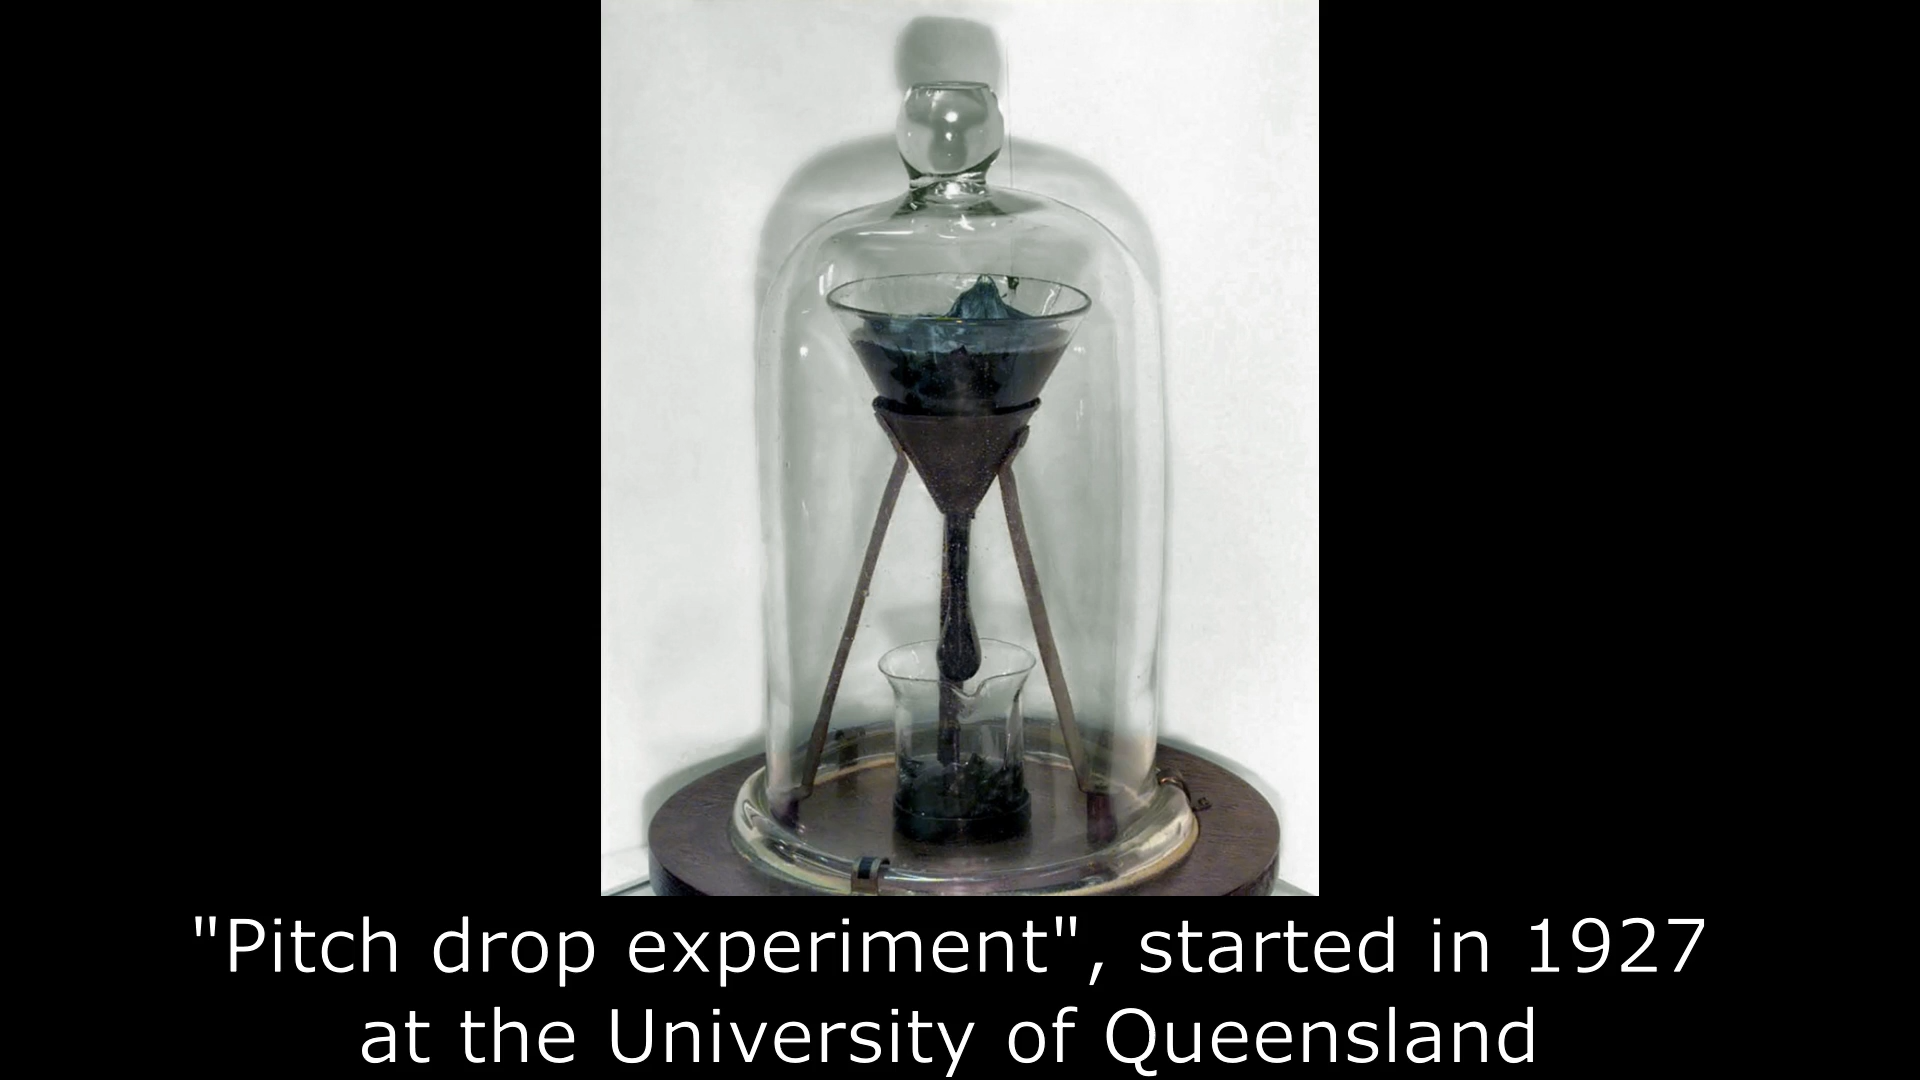 "Pitch drop experiment", started in 1927
at the University of Queensland